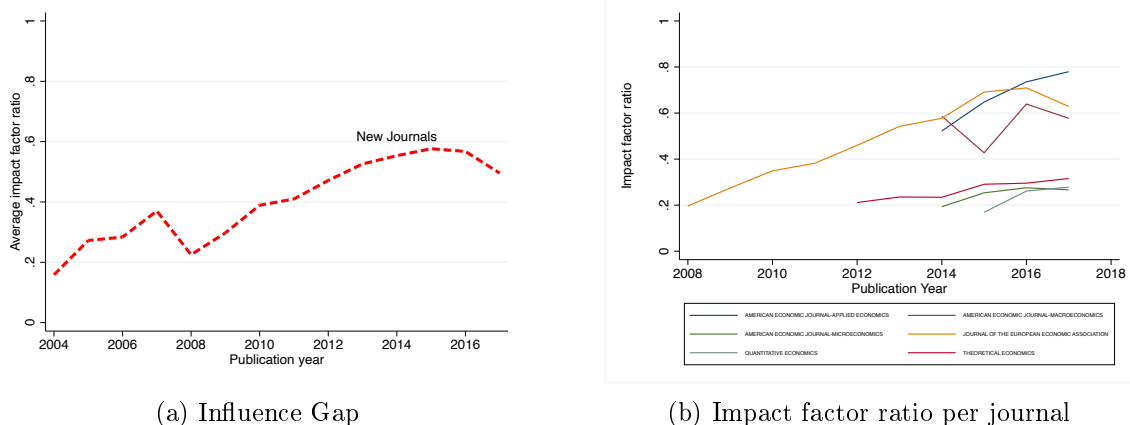 Average impact factor ratio
1
.8
.6
.4
.2
0
New Journals
2004 2006 2008 2010 2012 2014 2016
Publication year
(a) Influence Gap
Impact factor ratio
1
.8
.6
.4
.2
0
2008 2010 2012 2014 2016 2018
Publication Year
AMERICAN ECONOMIC JOURNAL-APPLIED ECONOMICS AMERICAN ECONOMIC JOURNAL-MACROECONOMICS
AMERICAN ECONOMIC JOURNAL-MICROECONOMICS JOURNAL OF THE EUROPEAN ECONOMIC ASSOCIATION
QUANTITATIVE ECONOMICS THEORETICAL ECONOMICS
(b) Impact factor ratio per journal